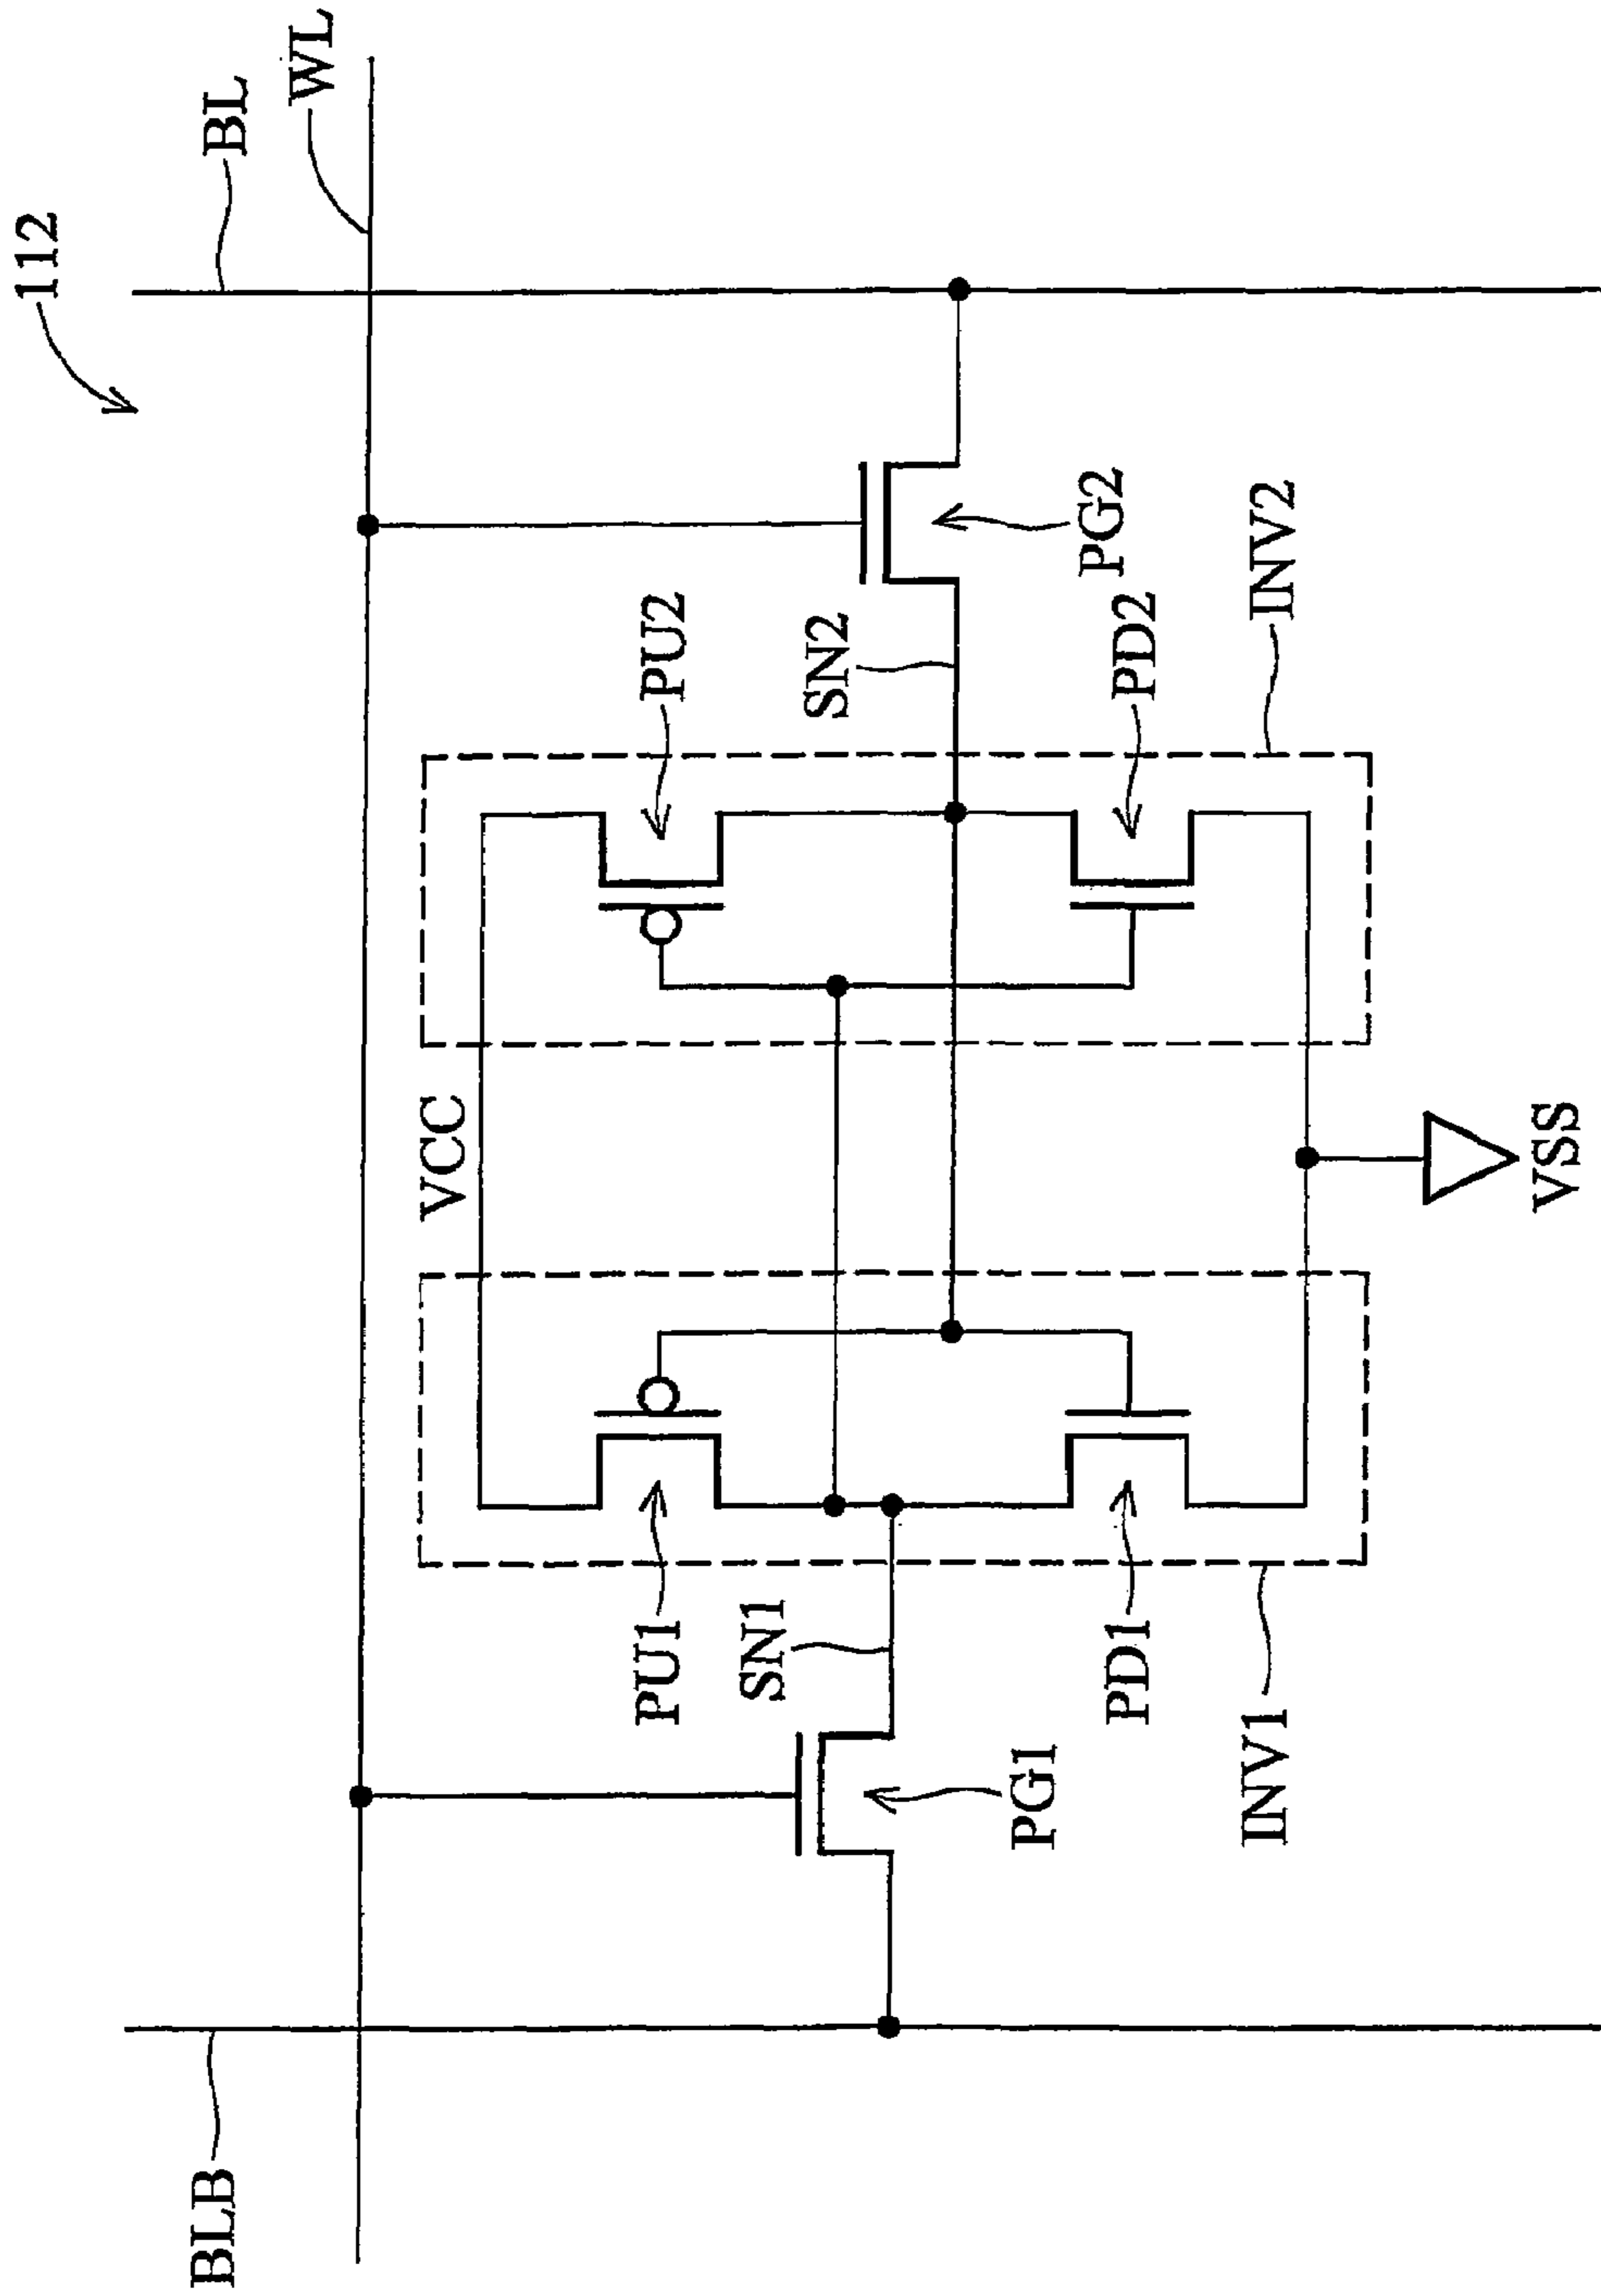 112
BLB
BL
WL
VCC
PU1
PU2
SN1
SN2
PG1
PG2
PD1
PD2
INV1
INV2
VSS